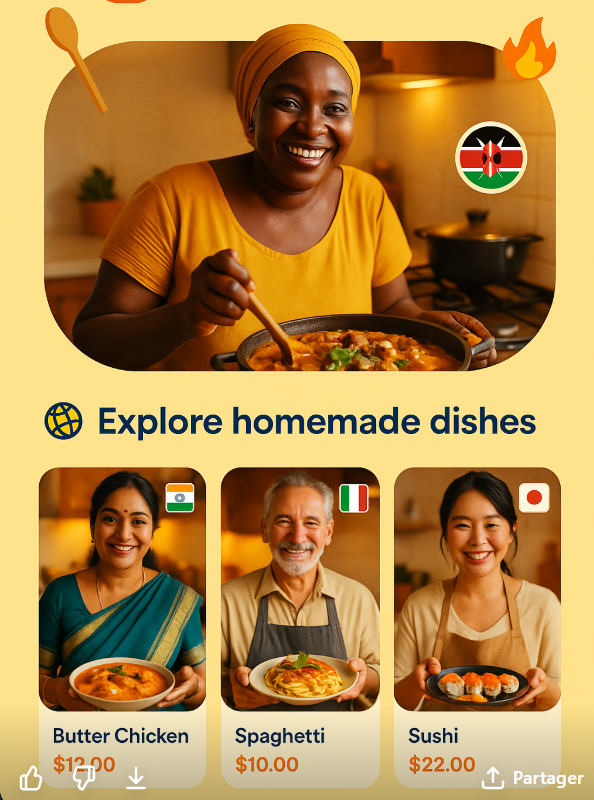 Explore homemade dishes
Butter Chicken
Spaghetti
Sushi
$12.00
$10.00
$22.00
Partager